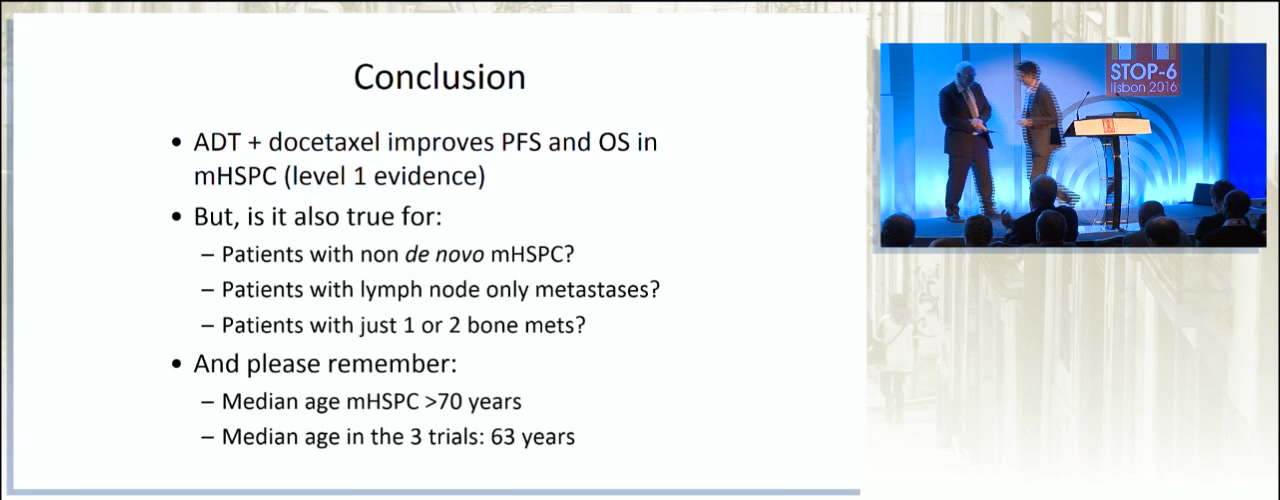 Conclusion
• ADT + docetaxel improves PFS and OS in
mHSPC (level 1 evidence)
• But, is it also true for:
– Patients with non de novo mHSPC?
– Patients with lymph node only metastases?
– Patients with just 1 or 2 bone mets?
• And please remember:
– Median age mHSPC >70 years
– Median age in the 3 trials: 63 years
STOP-6
lisbon 2016